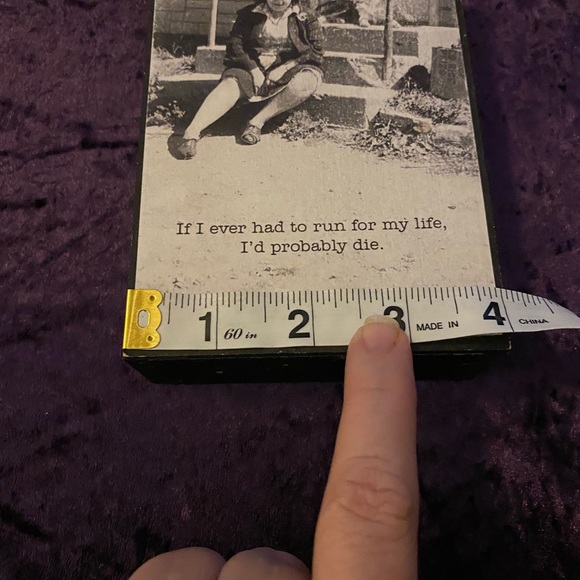 If I ever had to run for my life,
I'd probably die.
1 60 in 2 3 MADE IN 4 CHINA